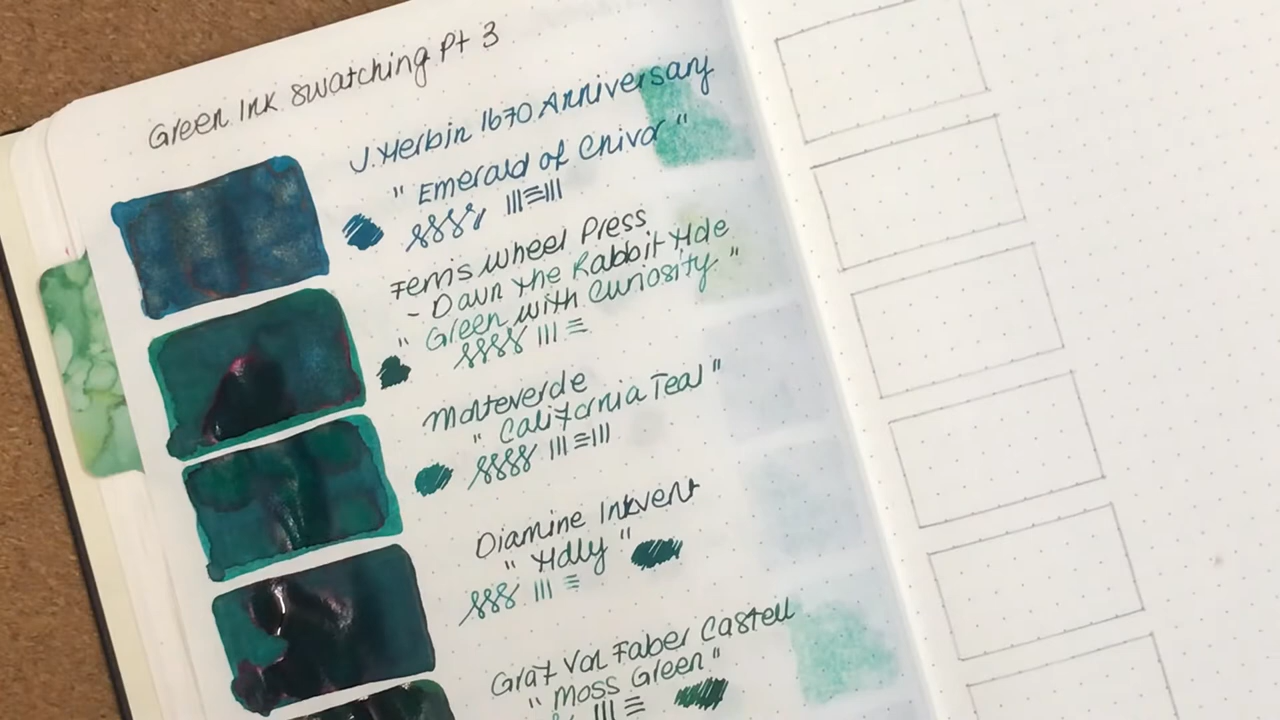 Green Ink Swatching Pt 3
J. Herbin 1670 Anniversary
" Emerald of Chivor "
Ferris Wheel Press
- Down the Rabbit Hole
" Green with Curiosity "
Monteverde
" California Teal "
Diamine Inkvent
" Holly "
Graf Von Faber Castell
" Moss Green "